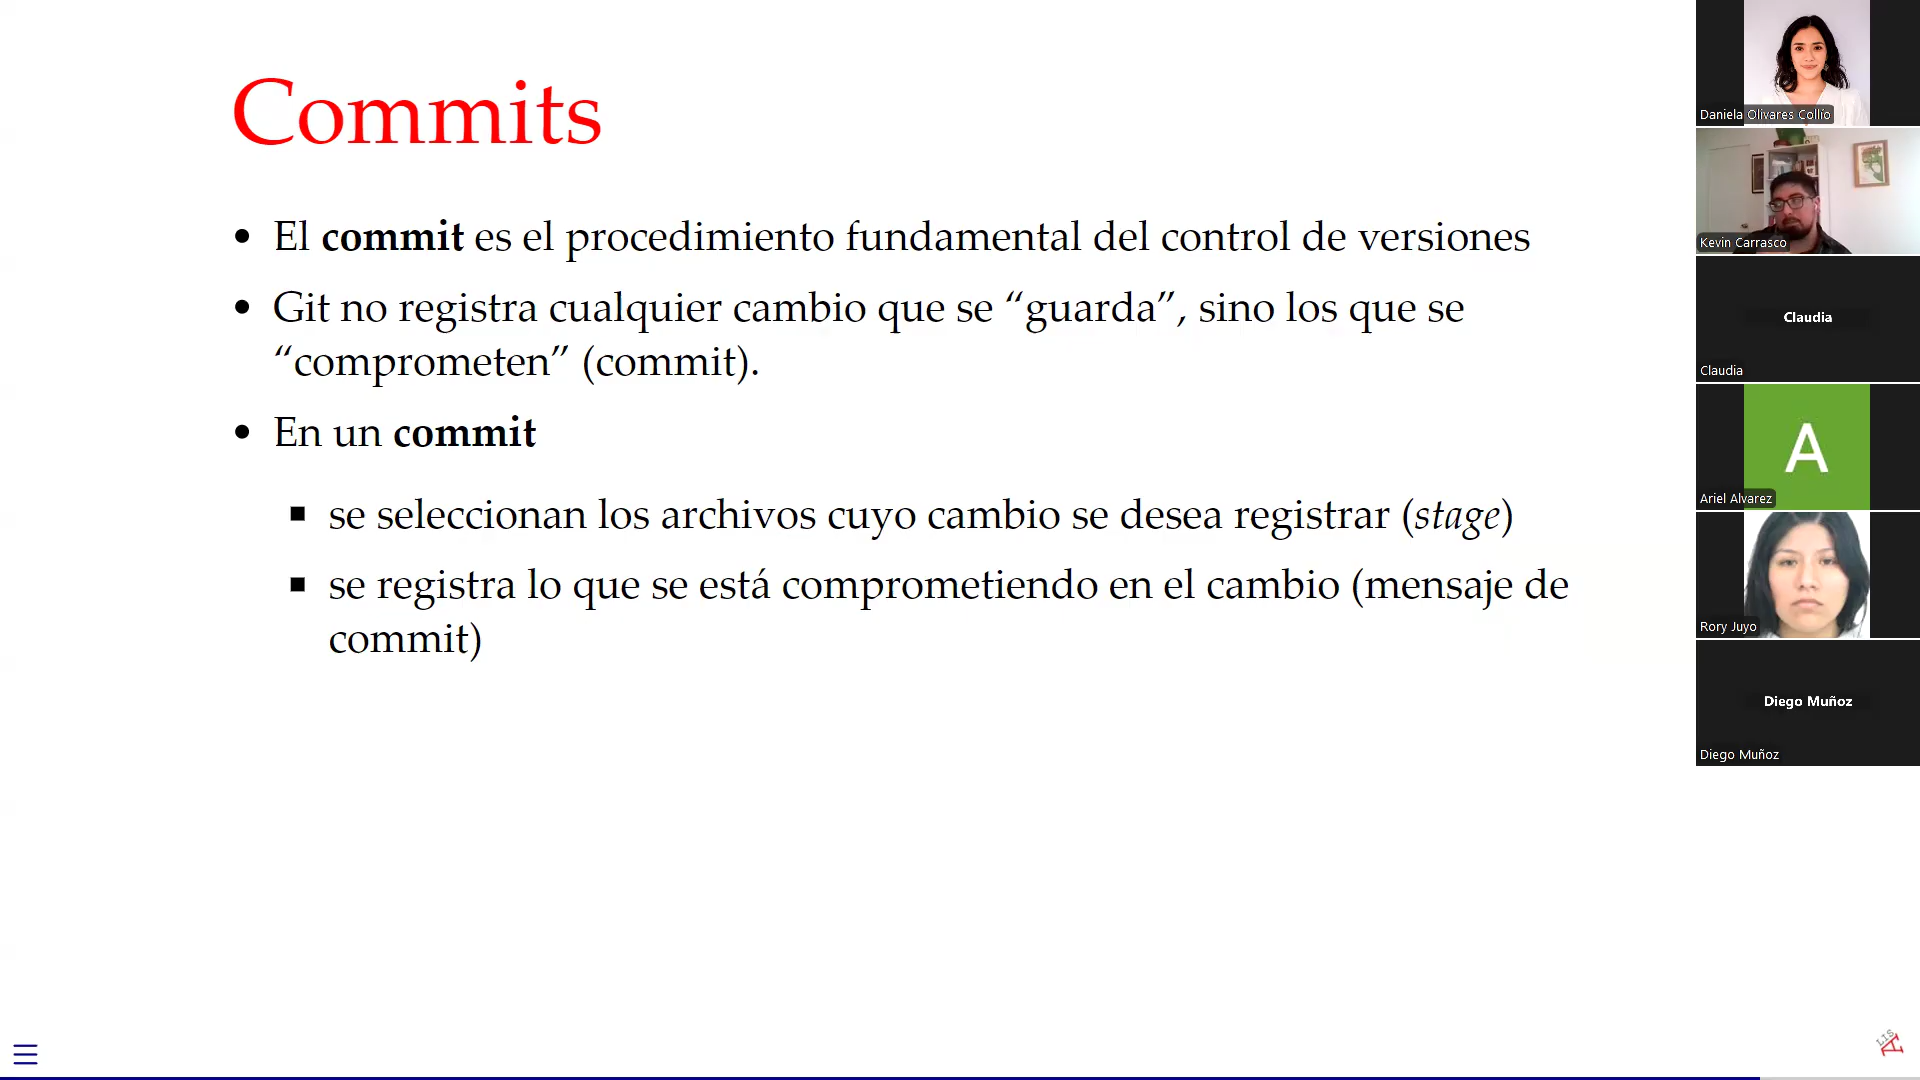 Commits
• El commit es el procedimiento fundamental del control de versiones
• Git no registra cualquier cambio que se “guarda”, sino los que se
“comprometen” (commit).
• En un commit
▪ se seleccionan los archivos cuyo cambio se desea registrar (stage)
▪ se registra lo que se está comprometiendo en el cambio (mensaje de
commit)
Daniela Olivares Collío
Kevin Carrasco
Claudia
Claudia
A
Ariel Alvarez
Rory Juyo
Diego Muñoz
Diego Muñoz
LISA